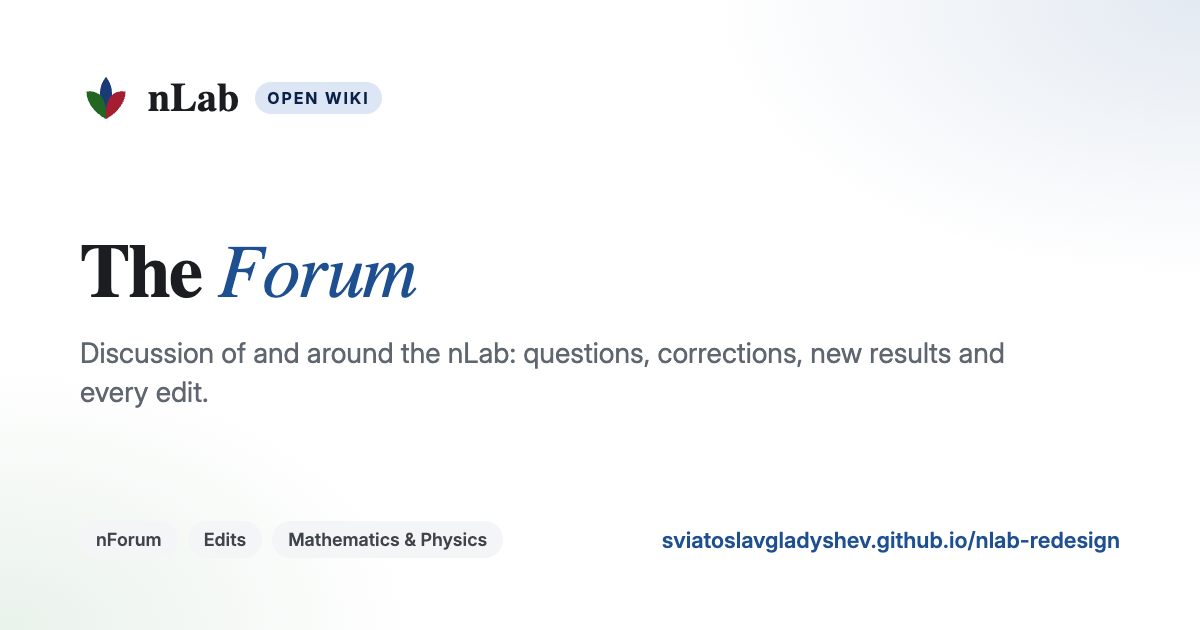 nLab OPEN WIKI
The Forum
Discussion of and around the nLab: questions, corrections, new results and
every edit.
nForum Edits Mathematics & Physics sviatoslavgladyshev.github.io/nlab-redesign